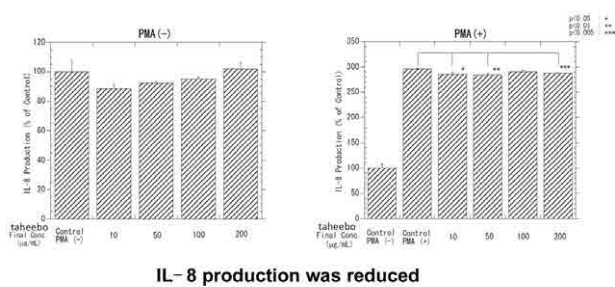 PMA(−)
120
100
80
60
40
20
0
IL-8 Production (% of Control)
taheebo
Final Conc.
(μg/mL)
Control
PMA (−)
10
50
100
200
p<0.05 : *
p<0.01 : **
p<0.005 : ***
PMA(+)
350
300
250
200
150
100
50
0
IL-8 Production (% of Control)
* ** ***
taheebo
Final Conc.
(μg/mL)
Control
PMA (−)
Control
PMA (+)
10
50
100
200
IL-8 production was reduced